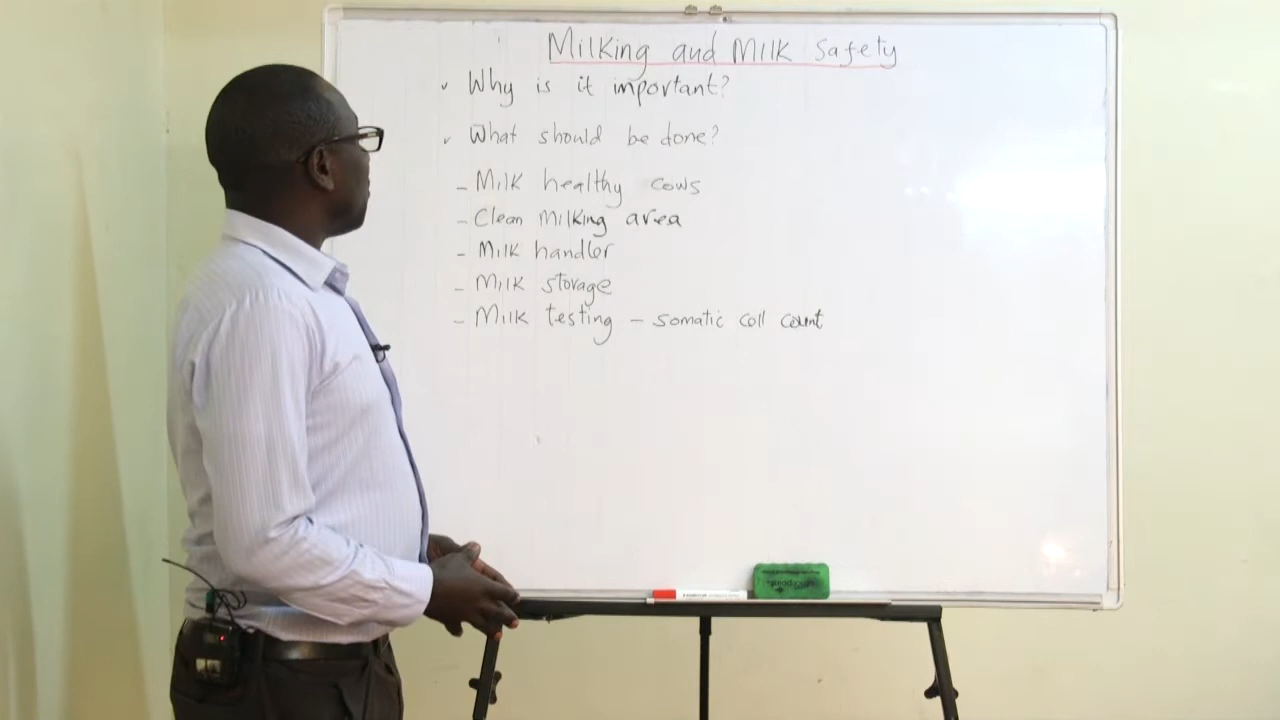 Milking and Milk Safety
✓ Why is it important?
✓ What should be done?
- Milk healthy cows
- Clean Milking area
- Milk handler
- Milk storage
- Milk testing - somatic cell count